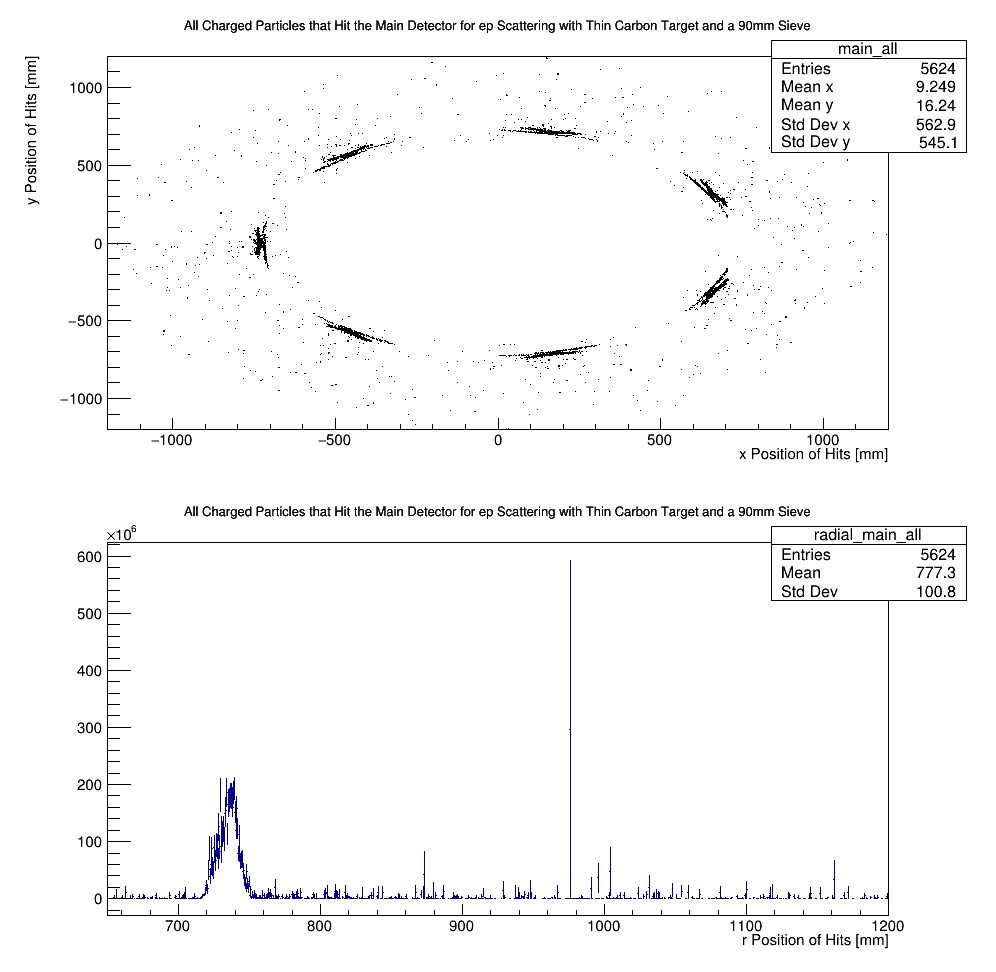 All Charged Particles that Hit the Main Detector for ep Scattering with Thin Carbon Target and a 90mm Sieve
main_all
Entries 5624
Mean x 9.249
Mean y 16.24
Std Dev x 562.9
Std Dev y 545.1
y Position of Hits [mm]
1000
500
0
−500
−1000
−1000 −500 0 500 1000
x Position of Hits [mm]
All Charged Particles that Hit the Main Detector for ep Scattering with Thin Carbon Target and a 90mm Sieve
×10⁶
radial_main_all
Entries 5624
Mean 777.3
Std Dev 100.8
600
500
400
300
200
100
0
700 800 900 1000 1100 1200
r Position of Hits [mm]